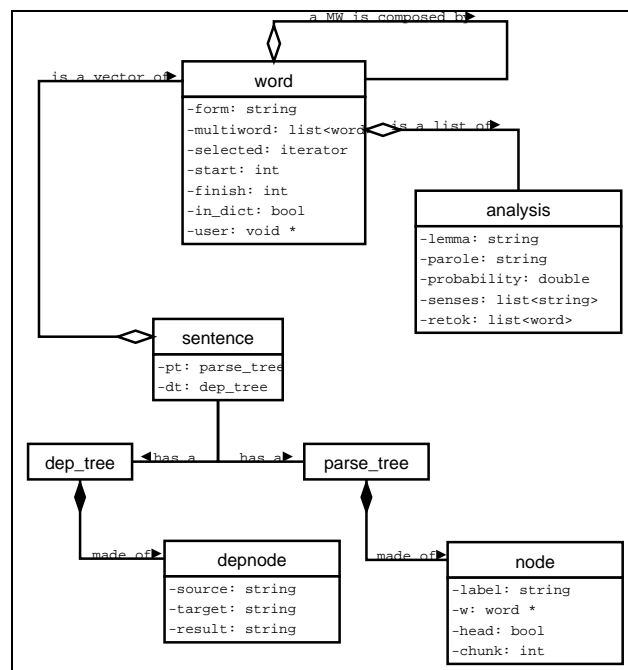 a MW is composed by
is a vector of
word
-form: string
-multiword: list<word
-selected: iterator
-start: int
-finish: int
-in_dict: bool
-user: void *
is a list of
analysis
-lemma: string
-parole: string
-probability: double
-senses: list<string>
-retok: list<word>
sentence
-pt: parse_tree
-dt: dep_tree
has a
has a
dep_tree
parse_tree
made of
made of
depnode
-source: string
-target: string
-result: string
node
-label: string
-w: word *
-head: bool
-chunk: int